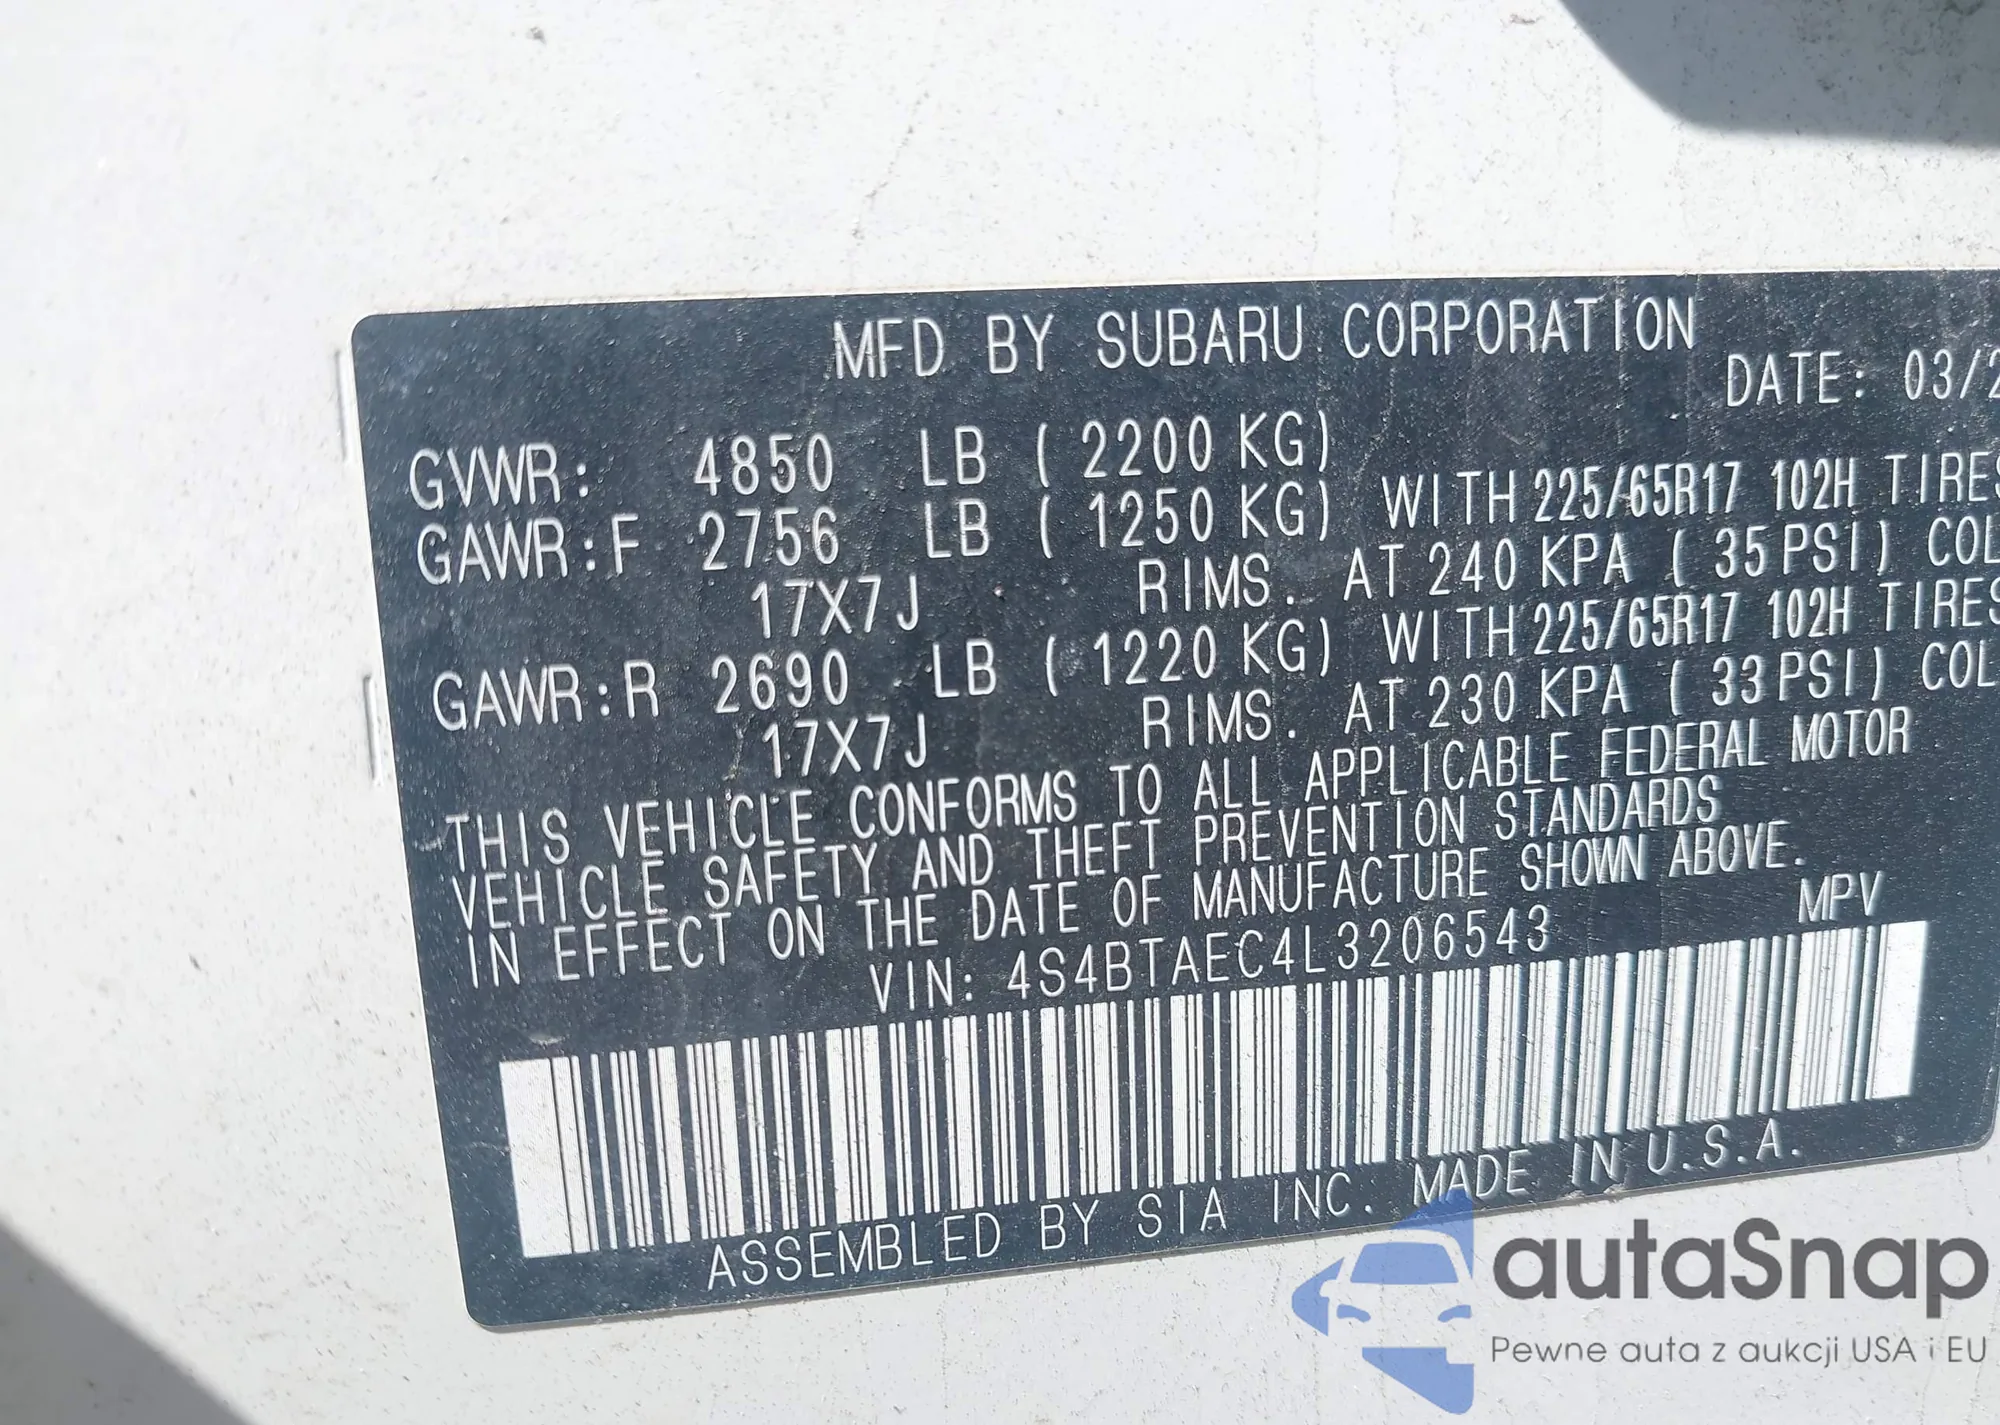 MFD BY SUBARU CORPORATION
DATE: 03/2
GVWR: 4850 LB ( 2200 KG)
GAWR:F 2756 LB ( 1250 KG) WITH 225/65R17 102H TIRES
17X7J RIMS. AT 240 KPA ( 35 PSI) COL
GAWR:R 2690 LB ( 1220 KG) WITH 225/65R17 102H TIRES
17X7J RIMS. AT 230 KPA ( 33 PSI) COL
THIS VEHICLE CONFORMS TO ALL APPLICABLE FEDERAL MOTOR
VEHICLE SAFETY AND THEFT PREVENTION STANDARDS
IN EFFECT ON THE DATE OF MANUFACTURE SHOWN ABOVE.
VIN: 4S4BTAEC4L3206543 MPV
ASSEMBLED BY SIA INC. MADE IN U.S.A.
autaSnap
Pewne auta z aukcji USA i EU